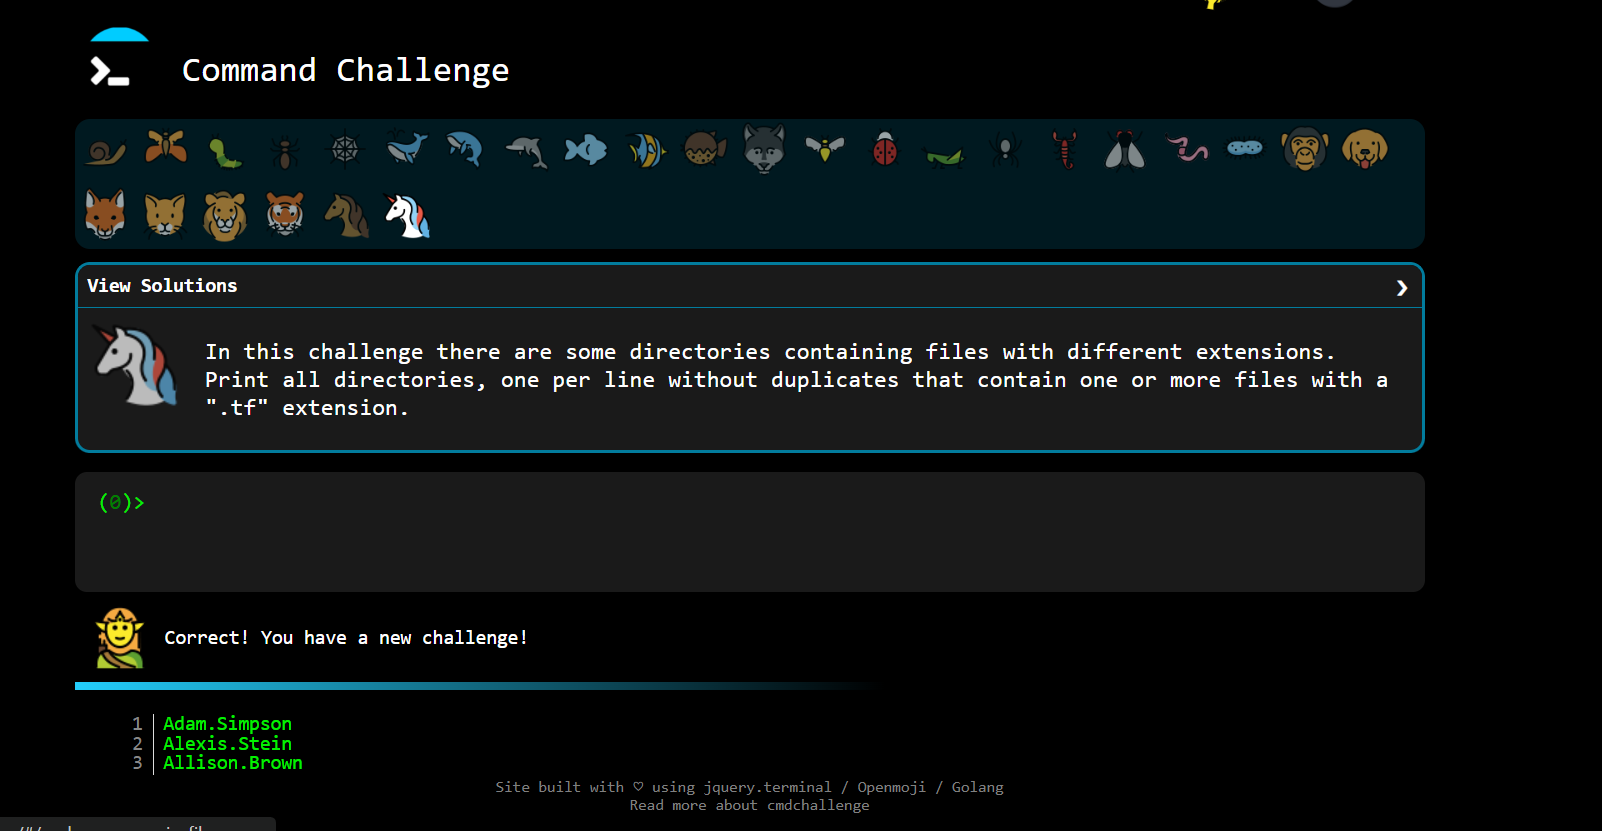 Command Challenge
View Solutions
In this challenge there are some directories containing files with different extensions.
Print all directories, one per line without duplicates that contain one or more files with a
".tf" extension.
(0)>
Correct! You have a new challenge!
1 Adam.Simpson
2 Alexis.Stein
3 Allison.Brown
Site built with ♡ using jquery.terminal / Openmoji / Golang
Read more about cmdchallenge